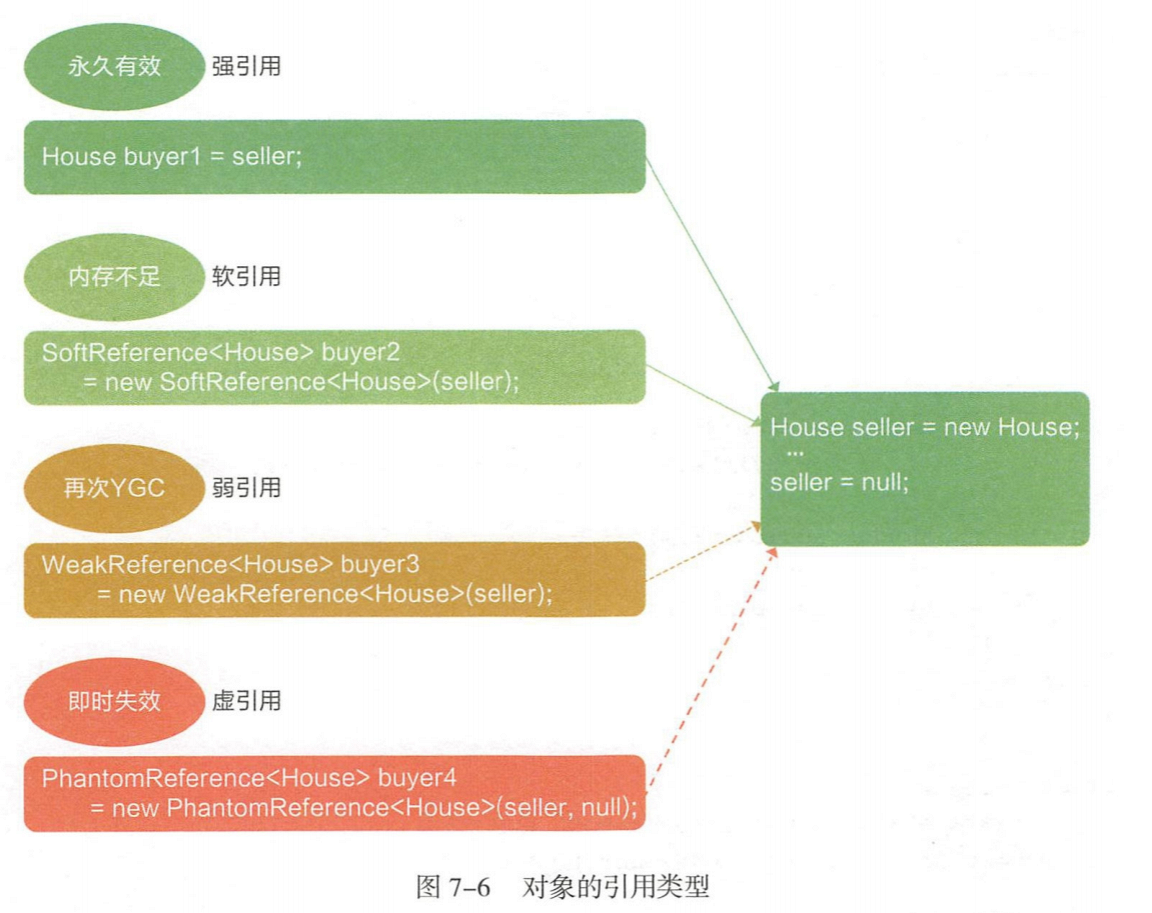 永久有效 强引用
House buyer1 = seller;
内存不足 软引用
SoftReference<House> buyer2
= new SoftReference<House>(seller);
House seller = new House;
...
seller = null;
再次YGC 弱引用
WeakReference<House> buyer3
= new WeakReference<House>(seller);
即时失效 虚引用
PhantomReference<House> buyer4
= new PhantomReference<House>(seller, null);
图 7-6 对象的引用类型